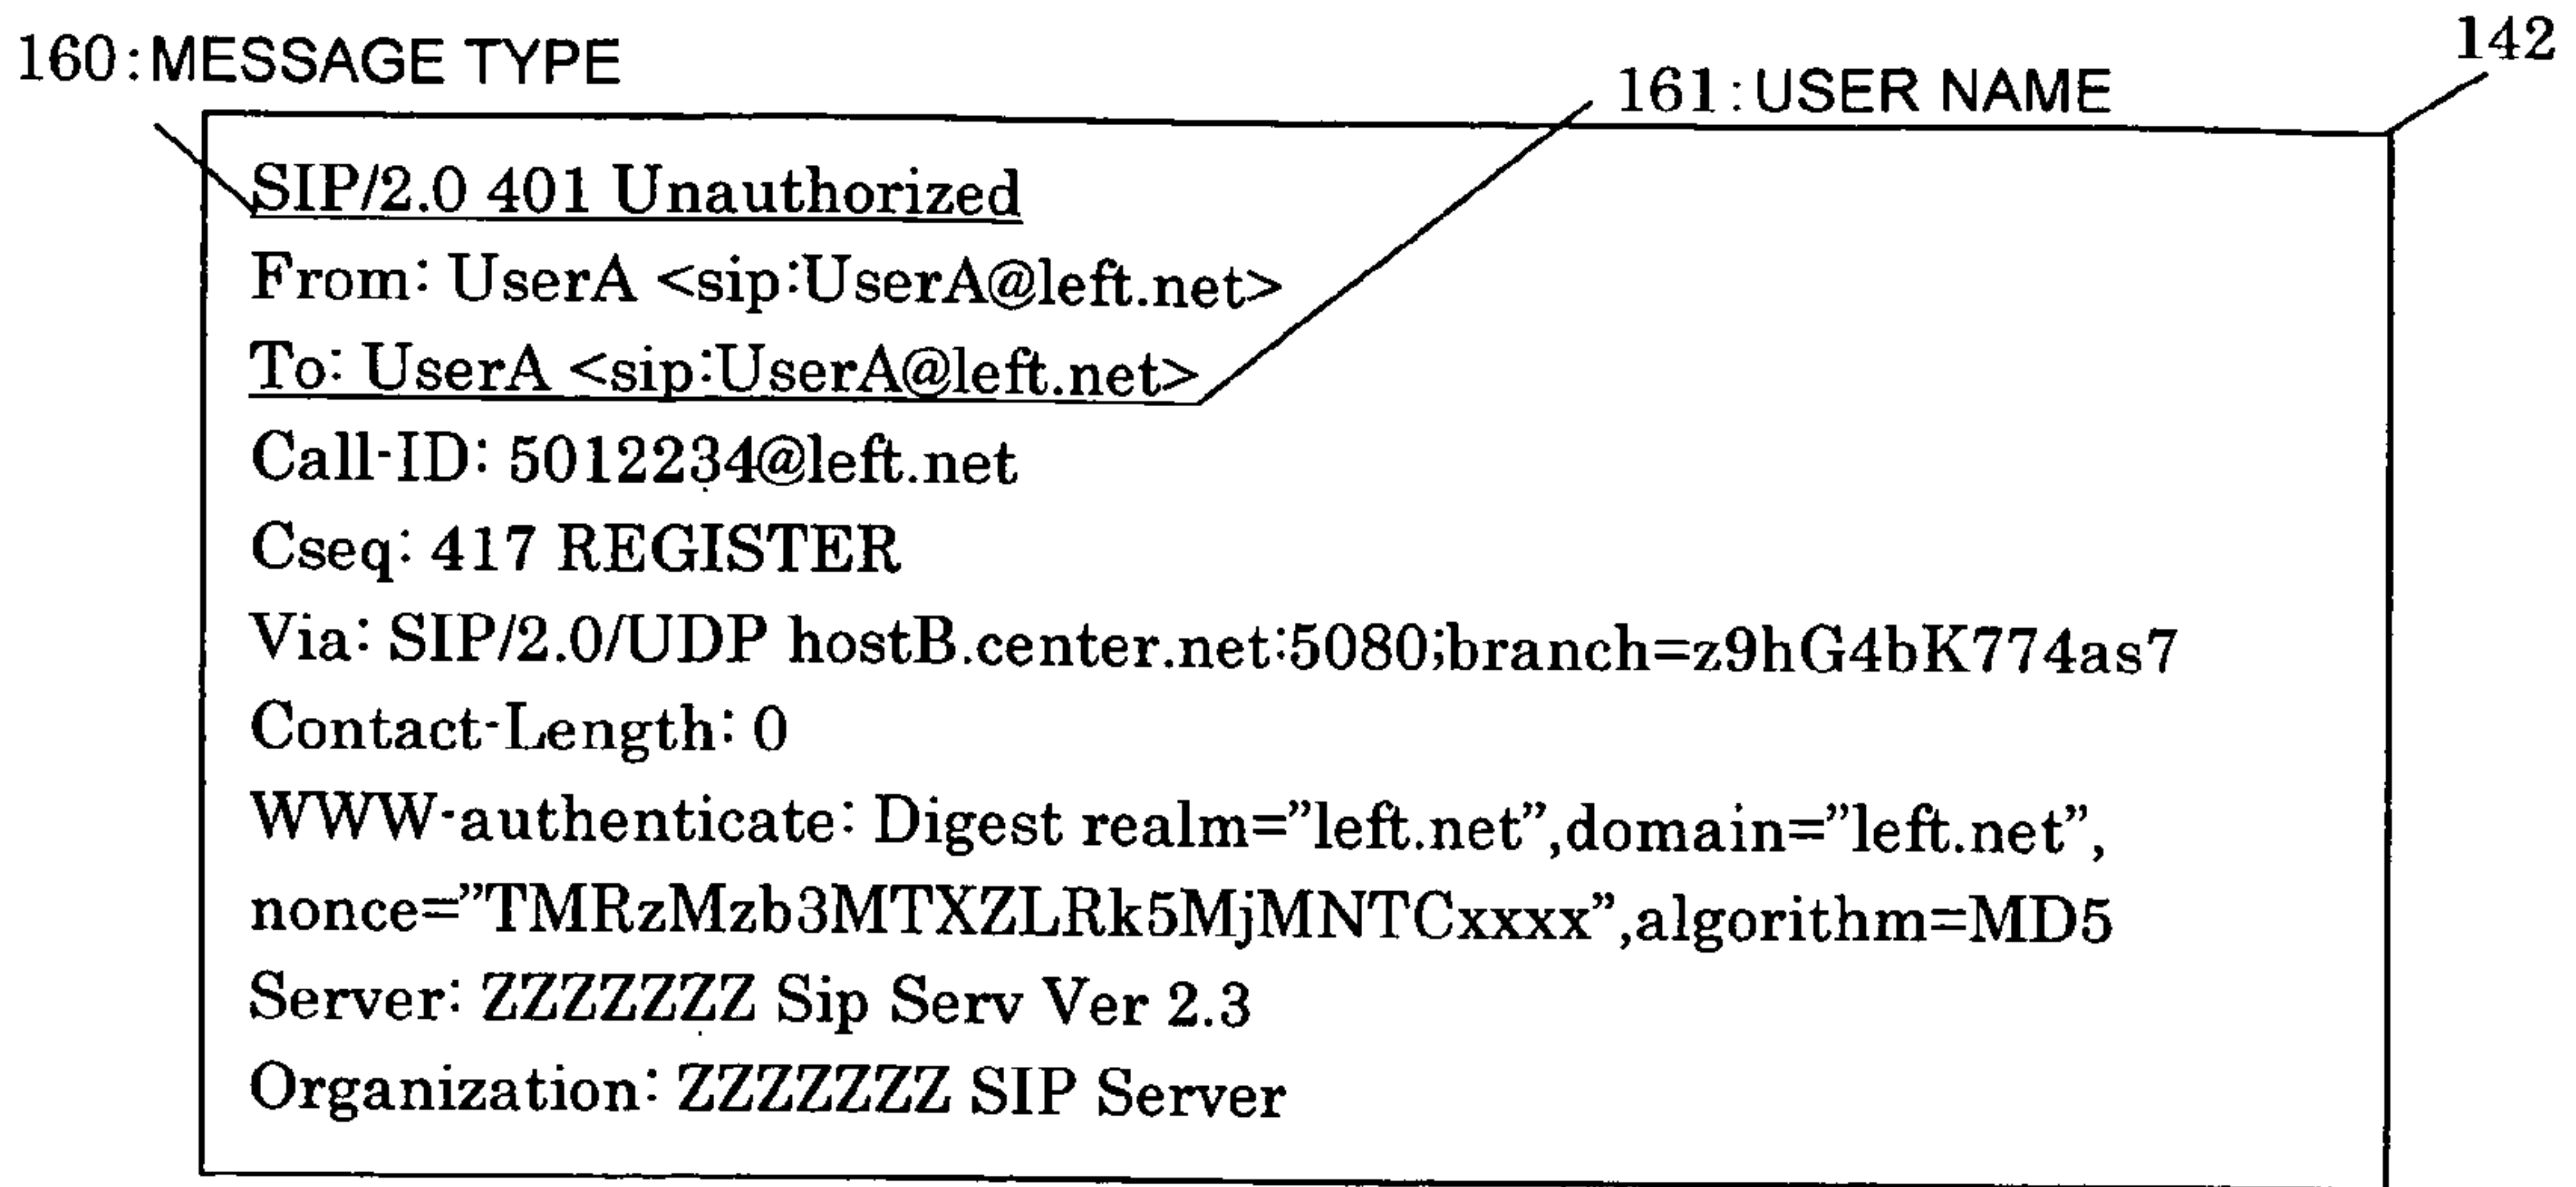 160:MESSAGE TYPE
142
161:USER NAME
SIP/2.0 401 Unauthorized
From: UserA <sip:UserA@left.net>
To: UserA <sip:UserA@left.net>
Call-ID: 5012234@left.net
Cseq: 417 REGISTER
Via: SIP/2.0/UDP hostB.center.net:5080;branch=z9hG4bK774as7
Contact-Length: 0
WWW-authenticate: Digest realm=”left.net”,domain=”left.net”,
nonce=”TMRzMzb3MTXZLRk5MjMNTCxxxx”,algorithm=MD5
Server: ZZZZZZZ Sip Serv Ver 2.3
Organization: ZZZZZZZ SIP Server